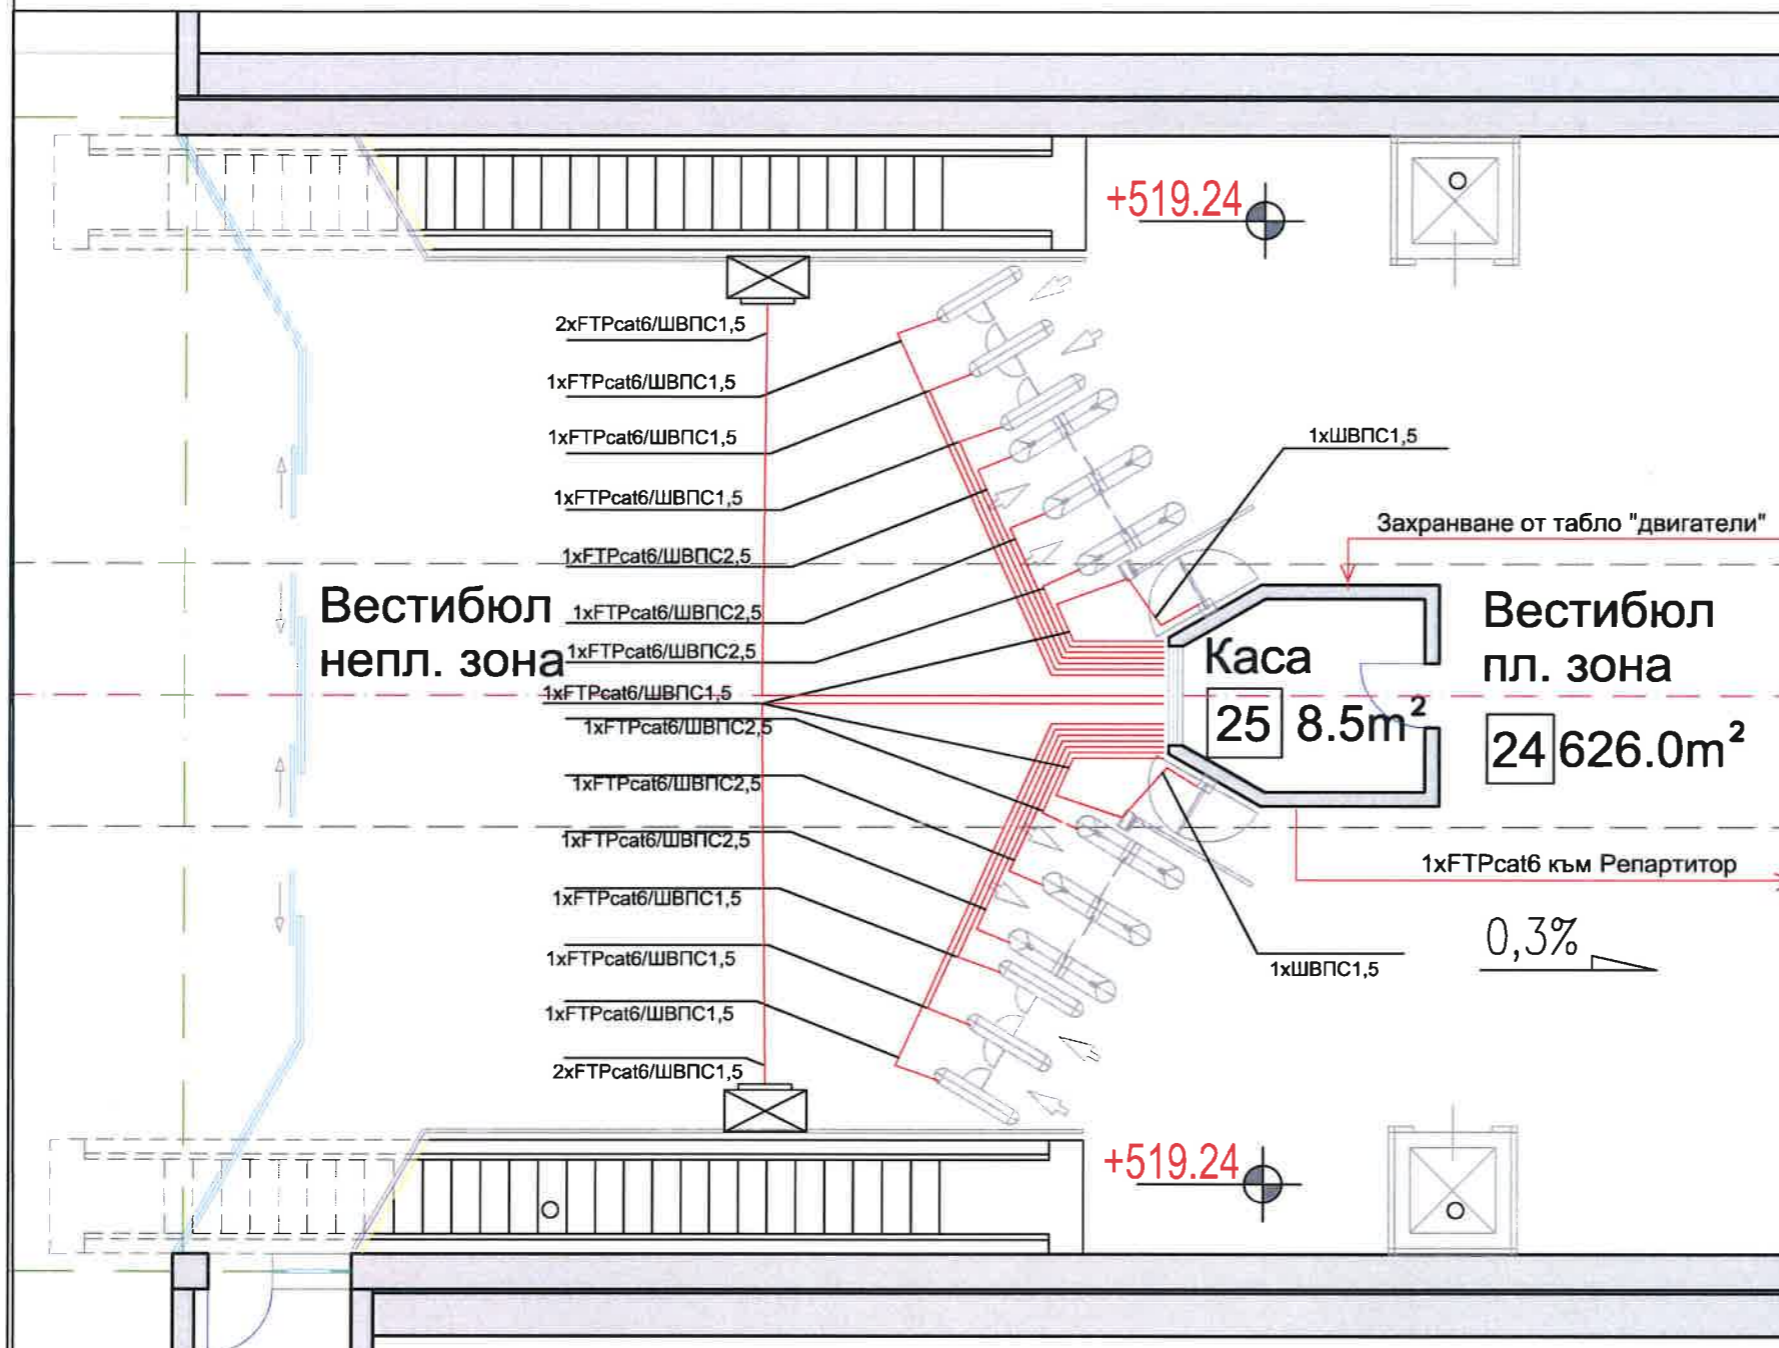 +519.24
2xFTPcat6/ШВПС1,5
1xFTPcat6/ШВПС1,5
1xFTPcat6/ШВПС1,5
1xШВПС1,5
1xFTPcat6/ШВПС1,5
Захранване от табло "двигатели"
1xFTPcat6/ШВПС2,5
Вестибюл
непл. зона
1xFTPcat6/ШВПС2,5
1xFTPcat6/ШВПС2,5
Каса
25 8.5m²
Вестибюл
пл. зона
24 626.0m²
1xFTPcat6/ШВПС1,5
1xFTPcat6/ШВПС2,5
1xFTPcat6/ШВПС2,5
1xFTPcat6/ШВПС2,5
1xFTPcat6 към Репартитор
1xFTPcat6/ШВПС1,5
0,3%
1xFTPcat6/ШВПС1,5
1xШВПС1,5
1xFTPcat6/ШВПС1,5
2xFTPcat6/ШВПС1,5
+519.24